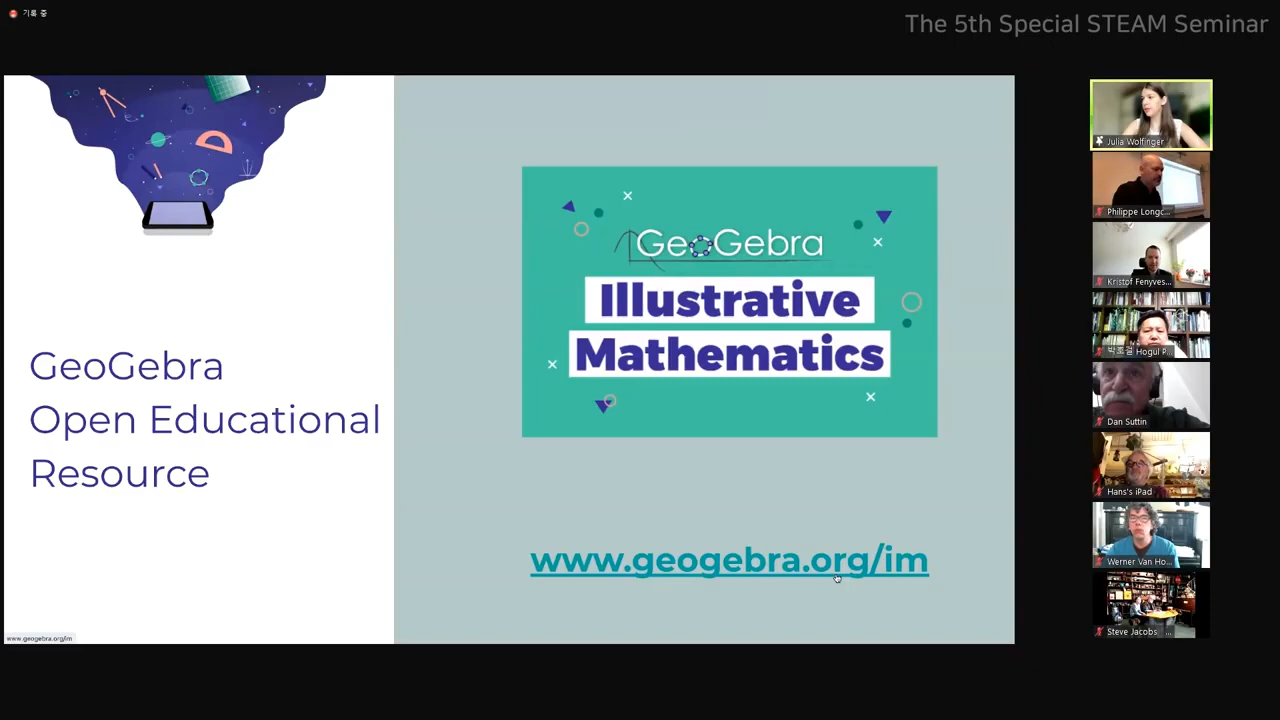 기록 중
The 5th Special STEAM Seminar
GeoGebra
Open Educational
Resource
GeoGebra
Illustrative
Mathematics
www.geogebra.org/im
www.geogebra.org/im
Julia Wolfinger
Philippe Longc...
Kristof Fenyves...
Hogul P...
Dan Suttin
Hans's iPad
Werner Van Ho...
Steve Jacobs ...